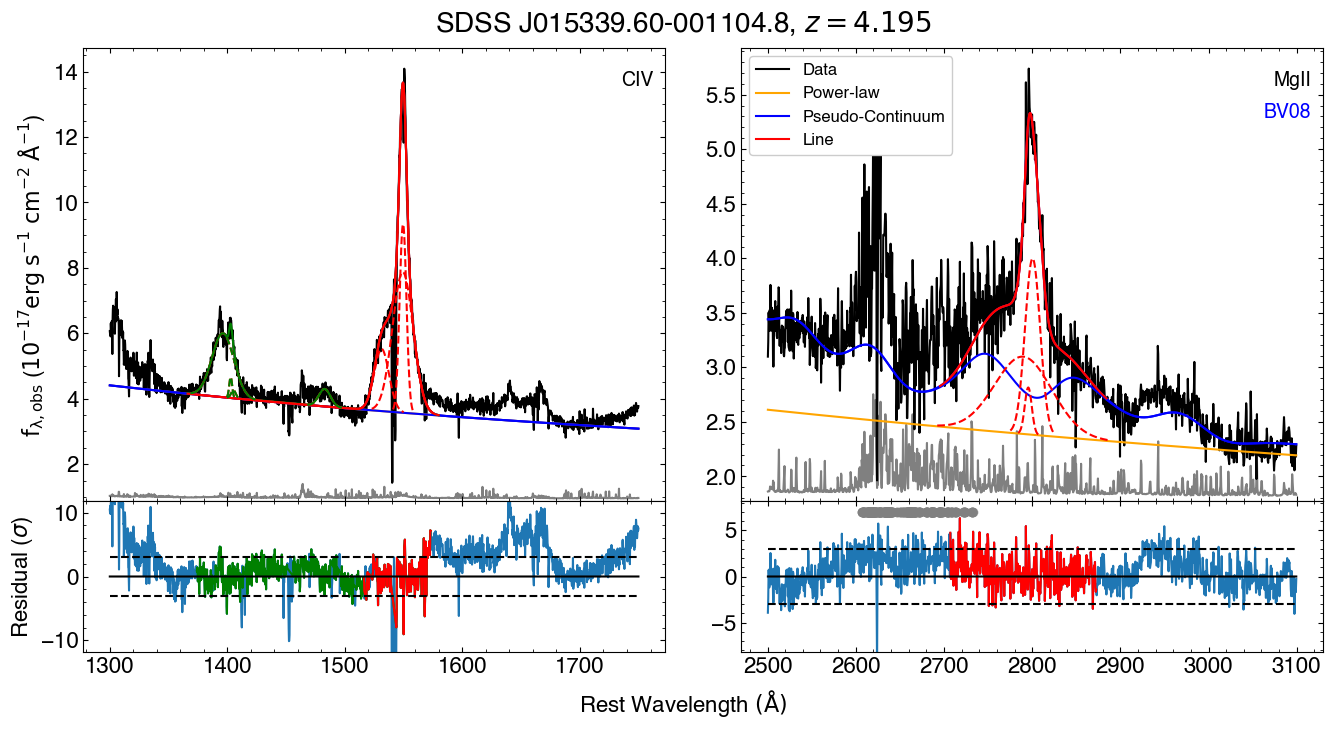 SDSS J015339.60-001104.8, z = 4.195
14
12
10
8
6
4
2
f_λ,obs (10⁻¹⁷erg s⁻¹ cm⁻² Å⁻¹)
CIV
Data
Power-law
Pseudo-Continuum
Line
MgII
BV08
5.5
5.0
4.5
4.0
3.5
3.0
2.5
2.0
10
0
−10
Residual (σ)
5
0
−5
1300 1400 1500 1600 1700
2500 2600 2700 2800 2900 3000 3100
Rest Wavelength (Å)